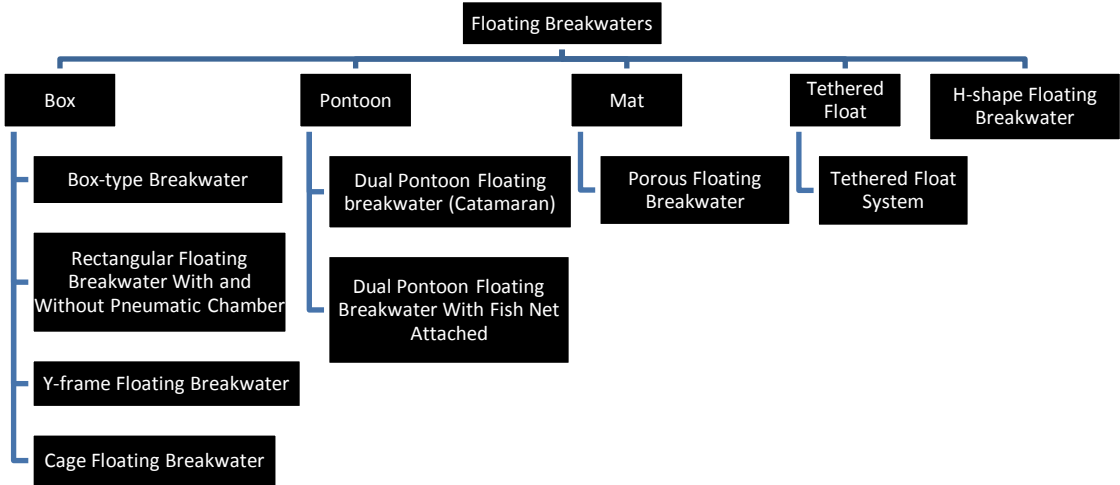 Floating Breakwaters
Box
Pontoon
Mat
Tethered
Float
H-shape Floating
Breakwater
Box-type Breakwater
Rectangular Floating
Breakwater With and
Without Pneumatic Chamber
Y-frame Floating Breakwater
Cage Floating Breakwater
Dual Pontoon Floating
breakwater (Catamaran)
Dual Pontoon Floating
Breakwater With Fish Net
Attached
Porous Floating
Breakwater
Tethered Float
System